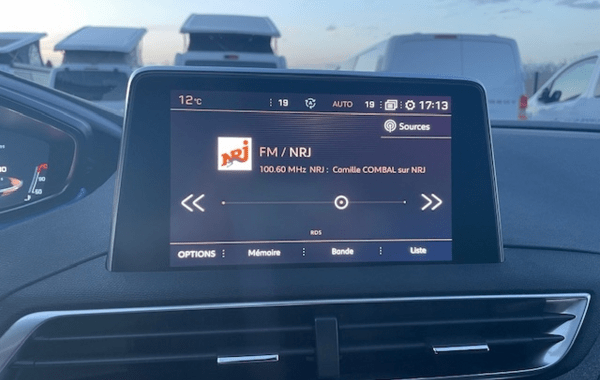 12°C 19 AUTO 19 17:13
Sources
NRJ
FM / NRJ
100.60 MHz NRJ : Camille COMBAL sur NRJ
RDS
OPTIONS Mémoire Bande Liste
50